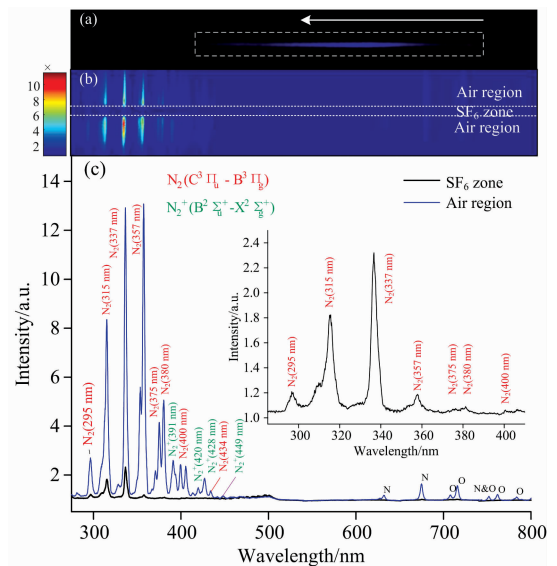 (a)
(b)
×
10
8
6
4
2
Air region
SF6 zone
Air region
(c)
N2(C³ Πu - B³ Πg)
N2⁺(B² Σu⁺-X² Σg⁺)
SF6 zone
Air region
Intensity/a.u.
14
12
10
8
6
4
2
N2(295 nm)
N2(315 nm)
N2(337 nm)
N2(357 nm)
N2(375 nm)
N2(380 nm)
N2⁺(391 nm)
N2(400 nm)
N2⁺(420 nm)
N2⁺(428 nm)
N2(434 nm)
N2⁺(449 nm)
N
N
O
O
N&O
O
O
300
400
500
600
700
800
Wavelength/nm
Intensity/a.u.
2.4
2.2
2.0
1.8
1.6
1.4
1.2
1.0
N2(295 nm)
N2(315 nm)
N2(337 nm)
N2(357 nm)
N2(375 nm)
N2(380 nm)
N2(400 nm)
300
320
340
360
380
400
Wavelength/nm